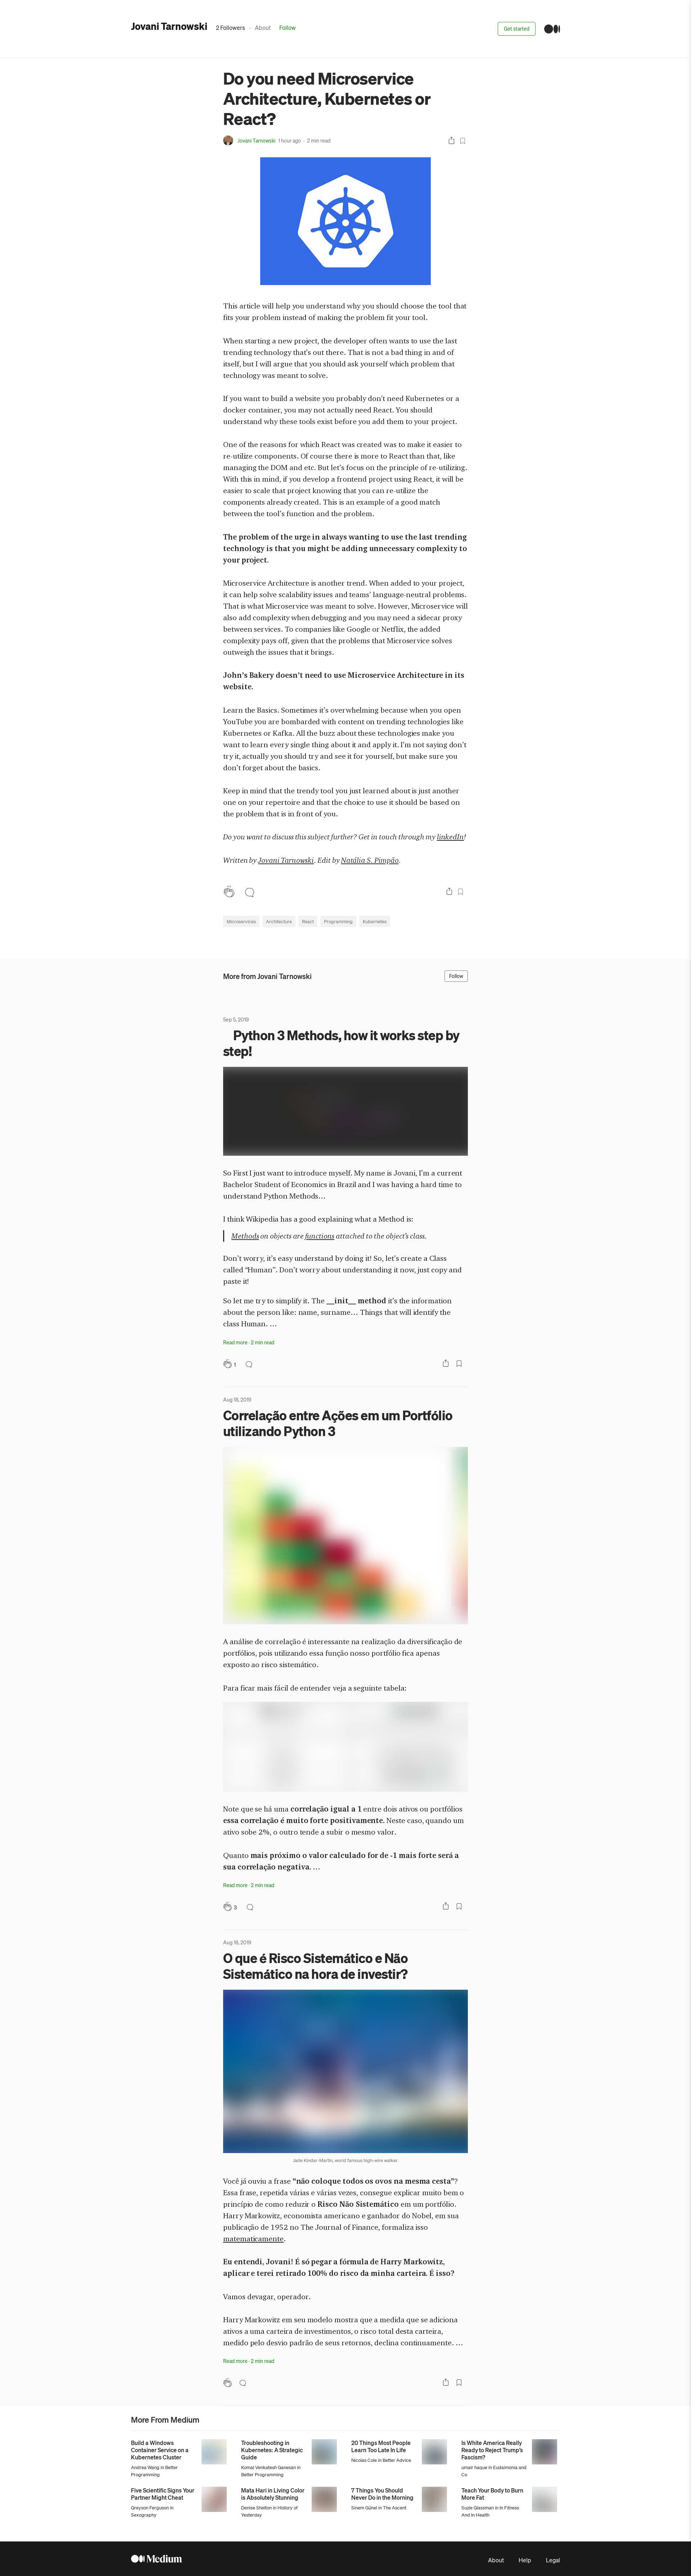 Jovani Tarnowski
2 Followers · About Follow
Get started
Do you need Microservice
Architecture, Kubernetes or
React?
Jovani Tarnowski 1 hour ago · 2 min read
This article will help you understand why you should choose the tool that
fits your problem instead of making the problem fit your tool.
When starting a new project, the developer often wants to use the last
trending technology that's out there. That is not a bad thing in and of
itself, but I will argue that you should ask yourself which problem that
technology was meant to solve.
If you want to build a website you probably don't need Kubernetes or a
docker container, you may not actually need React. You should
understand why these tools exist before you add them to your project.
One of the reasons for which React was created was to make it easier to
re-utilize components. Of course there is more to React than that, like
managing the DOM and etc. But let's focus on the principle of re-utilizing.
With this in mind, if you develop a frontend project using React, it will be
easier to scale that project knowing that you can re-utilize the
components already created. This is an example of a good match
between the tool's function and the problem.
The problem of the urge in always wanting to use the last trending
technology is that you might be adding unnecessary complexity to
your project.
Microservice Architecture is another trend. When added to your project,
it can help solve scalability issues and teams' language-neutral problems.
That is what Microservice was meant to solve. However, Microservice will
also add complexity when debugging and you may need a sidecar proxy
between services. To companies like Google or Netflix, the added
complexity pays off, given that the problems that Microservice solves
outweigh the issues that it brings.
John's Bakery doesn't need to use Microservice Architecture in its
website.
Learn the Basics. Sometimes it's overwhelming because when you open
YouTube you are bombarded with content on trending technologies like
Kubernetes or Kafka. All the buzz about these technologies make you
want to learn every single thing about it and apply it. I'm not saying don't
try it, actually you should try and see it for yourself, but make sure you
don't forget about the basics.
Keep in mind that the trendy tool you just learned about is just another
one on your repertoire and that the choice to use it should be based on
the problem that is in front of you.
Do you want to discuss this subject further? Get in touch through my linkedIn!
Written by Jovani Tarnowski. Edit by Natália S. Pimpão.
Microservices Architecture React Programming Kubernetes
More from Jovani Tarnowski
Follow
Sep 5, 2019
Python 3 Methods, how it works step by
step!
So First I just want to introduce myself. My name is Jovani, I'm a current
Bachelor Student of Economics in Brazil and I was having a hard time to
understand Python Methods…
I think Wikipedia has a good explaining what a Method is:
Methods on objects are functions attached to the object's class.
Don't worry, it's easy understand by doing it! So, let's create a Class
called "Human". Don't worry about understanding it now, just copy and
paste it!
So let me try to simplify it. The __init__ method it's the information
about the person like: name, surname… Things that will identify the
class Human. …
Read more · 2 min read
1
Aug 18, 2019
Correlação entre Ações em um Portfólio
utilizando Python 3
A análise de correlação é interessante na realização da diversificação de
portfólios, pois utilizando essa função nosso portfólio fica apenas
exposto ao risco sistemático.
Para ficar mais fácil de entender veja a seguinte tabela:
Note que se há uma correlação igual a 1 entre dois ativos ou portfólios
essa correlação é muito forte positivamente. Neste caso, quando um
ativo sobe 2%, o outro tende a subir o mesmo valor.
Quanto mais próximo o valor calculado for de -1 mais forte será a
sua correlação negativa. …
Read more · 2 min read
3
Aug 18, 2019
O que é Risco Sistemático e Não
Sistemático na hora de investir?
Jade Kindar-Martin, world famous high-wire walker
Você já ouviu a frase "não coloque todos os ovos na mesma cesta"?
Essa frase, repetida várias e várias vezes, consegue explicar muito bem o
princípio de como reduzir o Risco Não Sistemático em um portfólio.
Harry Markowitz, economista americano e ganhador do Nobel, em sua
publicação de 1952 no The Journal of Finance, formaliza isso
matematicamente.
Eu entendi, Jovani! É só pegar a fórmula de Harry Markowitz,
aplicar e terei retirado 100% do risco da minha carteira. É isso?
Vamos devagar, operador.
Harry Markowitz em seu modelo mostra que a medida que se adiciona
ativos a uma carteira de investimentos, o risco total desta carteira,
medido pelo desvio padrão de seus retornos, declina continuamente. …
Read more · 2 min read
More From Medium
Build a Windows
Container Service on a
Kubernetes Cluster
Andrea Wang in Better
Programming
Troubleshooting in
Kubernetes: A Strategic
Guide
Komal Venkatesh Ganesan in
Better Programming
20 Things Most People
Learn Too Late In Life
Nicolas Cole in Better Advice
Is White America Really
Ready to Reject Trump's
Fascism?
umair haque in Eudaimonia and
Co
Five Scientific Signs Your
Partner Might Cheat
Greyson Ferguson in
Sexography
Mata Hari in Living Color
is Absolutely Stunning
Denise Shelton in History of
Yesterday
7 Things You Should
Never Do in the Morning
Sinem Günel in The Ascent
Teach Your Body to Burn
More Fat
Suzie Glassman in In Fitness
And In Health
Medium
About Help Legal